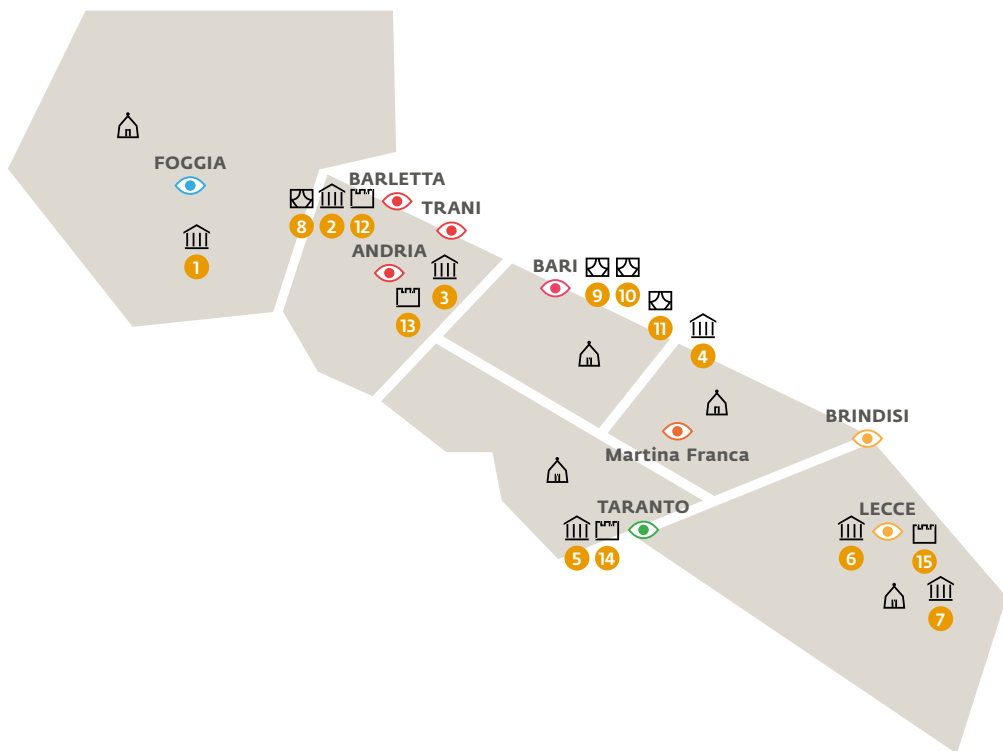 FOGGIA
1
BARLETTA
8 2 12
TRANI
ANDRIA
3
13
BARI
9 10
11
4
BRINDISI
Martina Franca
TARANTO
5 14
LECCE
6
15
7